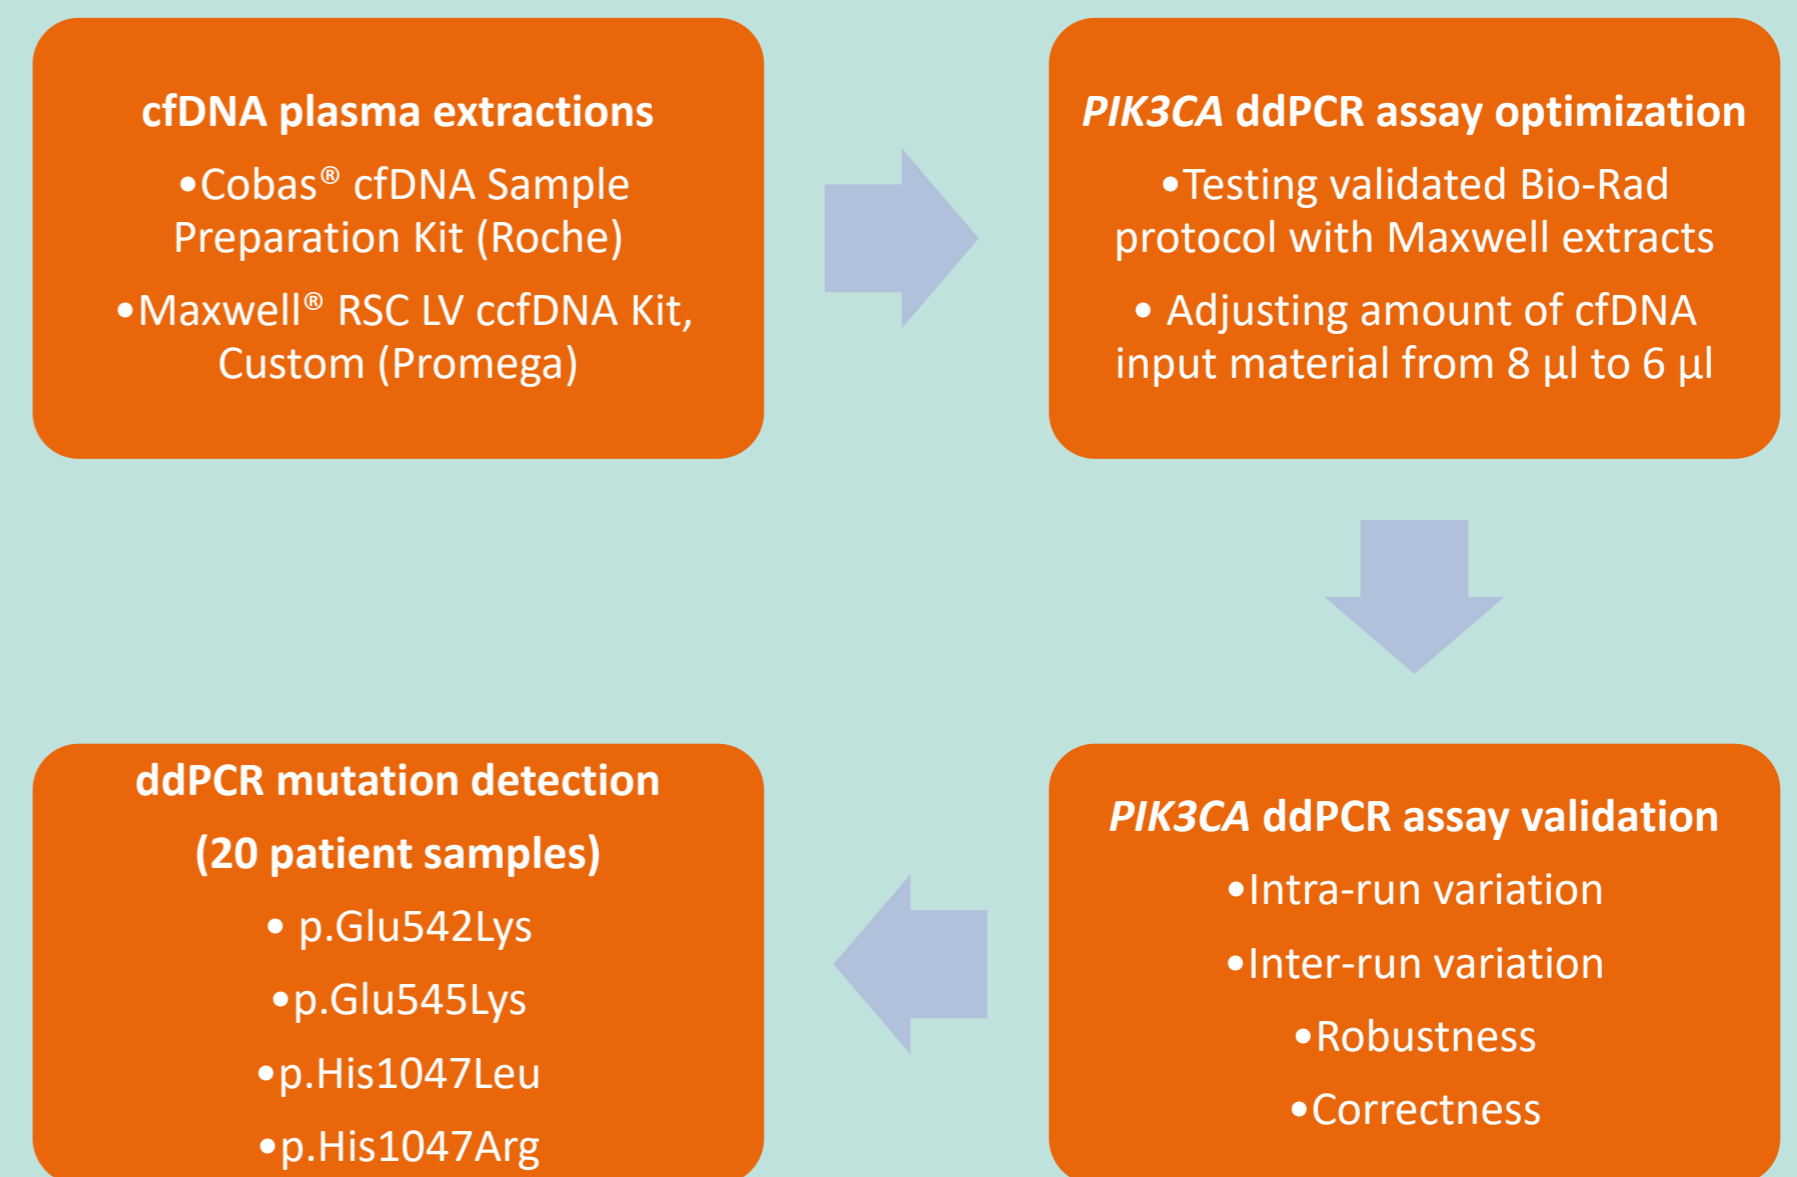 cfDNA plasma extractions
•Cobas® cfDNA Sample
Preparation Kit (Roche)
•Maxwell® RSC LV ccfDNA Kit,
Custom (Promega)
PIK3CA ddPCR assay optimization
•Testing validated Bio-Rad
protocol with Maxwell extracts
• Adjusting amount of cfDNA
input material from 8 µl to 6 µl
PIK3CA ddPCR assay validation
•Intra-run variation
•Inter-run variation
•Robustness
•Correctness
ddPCR mutation detection
(20 patient samples)
• p.Glu542Lys
•p.Glu545Lys
•p.His1047Leu
•p.His1047Arg